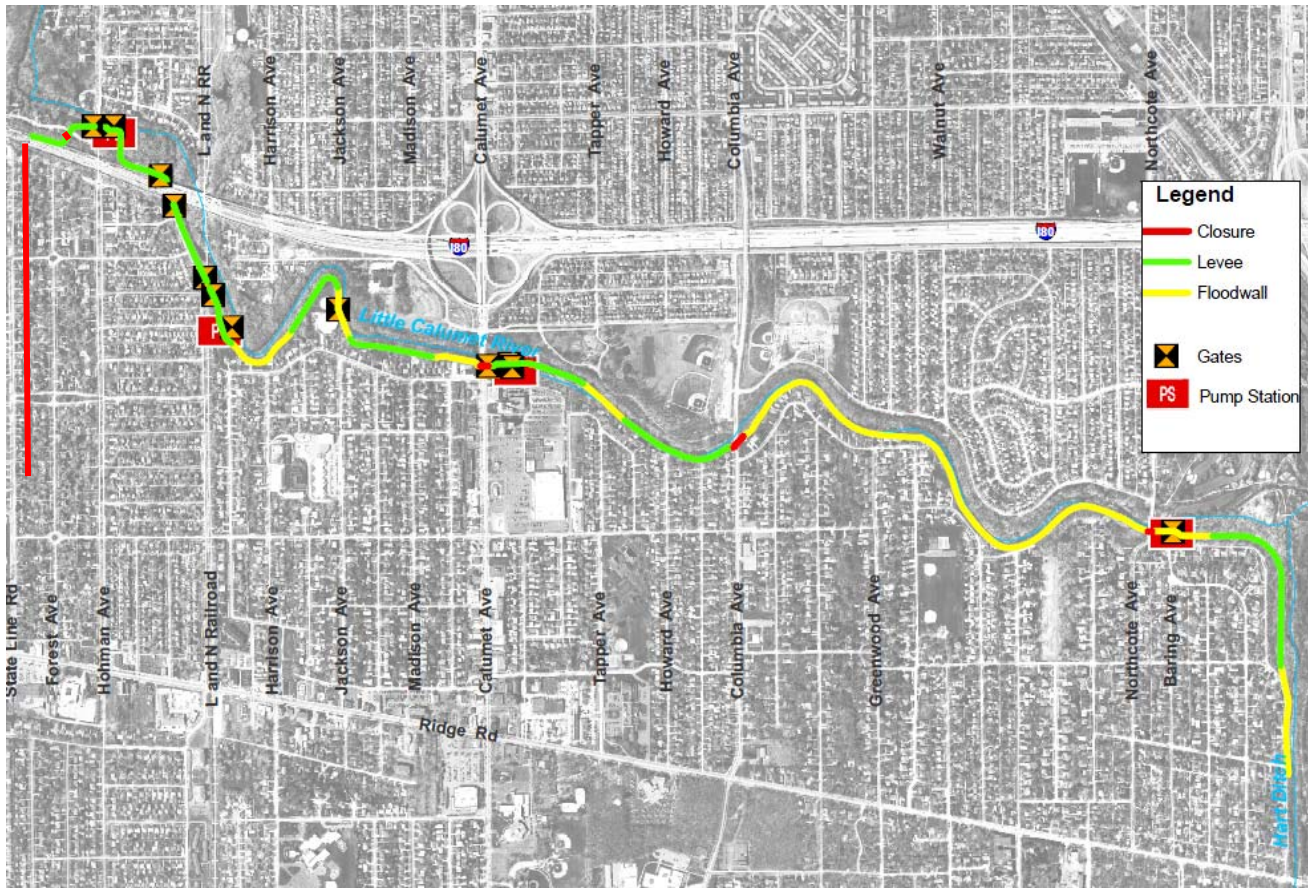 L and N RR
Harrison Ave
Jackson Ave
Madison Ave
Calumet Ave
Tapper Ave
Howard Ave
Columbia Ave
Walnut Ave
Northcote Ave
Legend
Closure
Levee
Floodwall
Gates
PS Pump Station
180
180
Little Calumet River
P
State Line Rd
Forest Ave
Hohman Ave
L and N Railroad
Harrison Ave
Jackson Ave
Madison Ave
Calumet Ave
Tapper Ave
Howard Ave
Columbia Ave
Greenwood Ave
Northcote Ave
Baring Ave
Ridge Rd
Hart Ditch